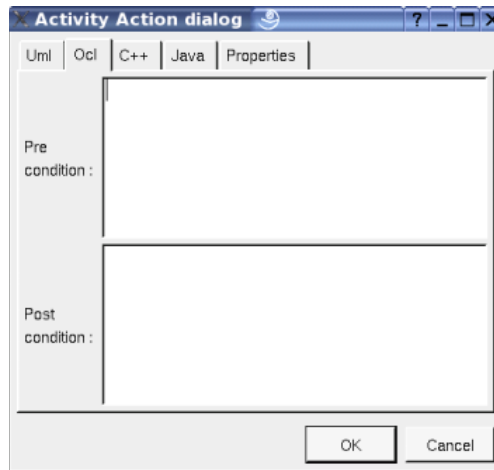 Activity Action dialog ? _
Uml Ocl C++ Java Properties
Pre
condition :
Post
condition :
OK Cancel